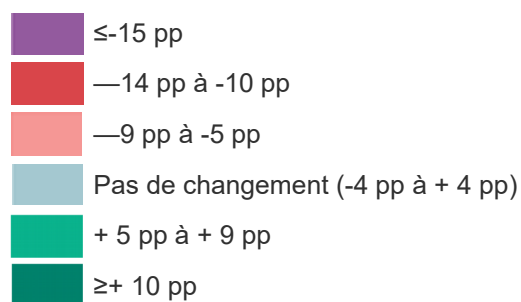 ≤-15 pp
—14 pp à -10 pp
—9 pp à -5 pp
Pas de changement (-4 pp à + 4 pp)
+ 5 pp à + 9 pp
≥+ 10 pp